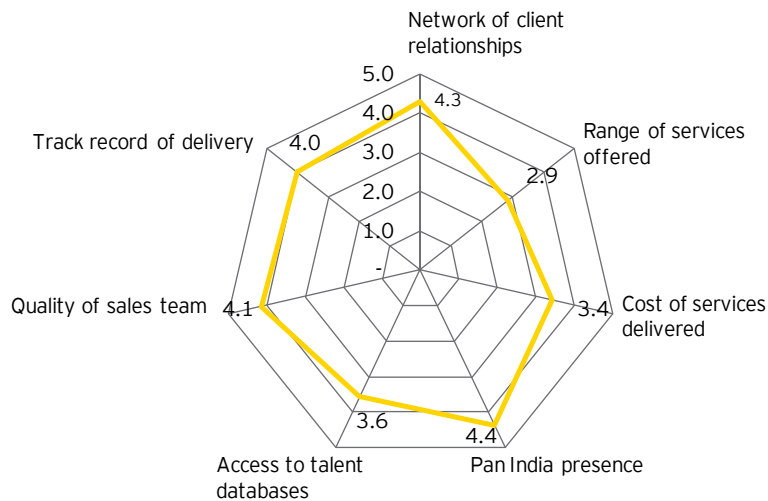 Network of client
relationships
5.0
4.3
4.0
Range of services
offered
Track record of delivery
4.0
3.0
2.9
2.0
1.0
-
Quality of sales team
4.1
3.4
Cost of services
delivered
3.6
4.4
Access to talent
databases
Pan India presence